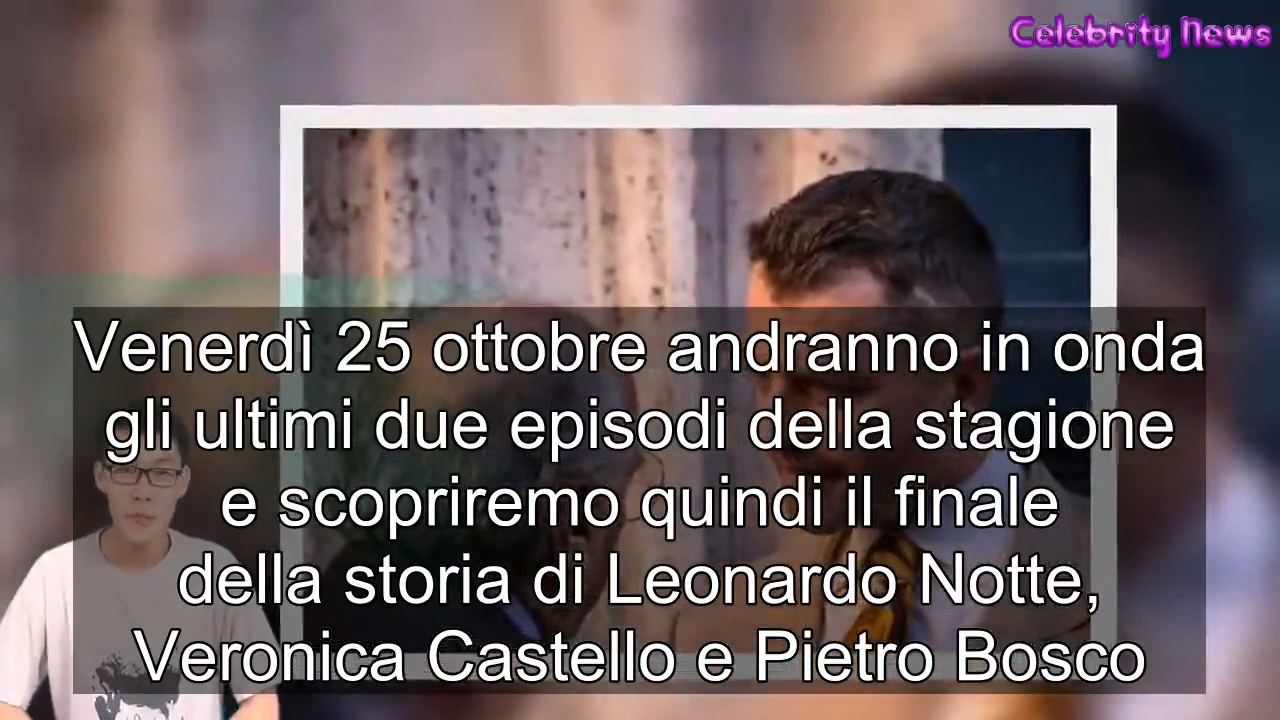 Celebrity News
Venerdì 25 ottobre andranno in onda
gli ultimi due episodi della stagione
e scopriremo quindi il finale
della storia di Leonardo Notte,
Veronica Castello e Pietro Bosco